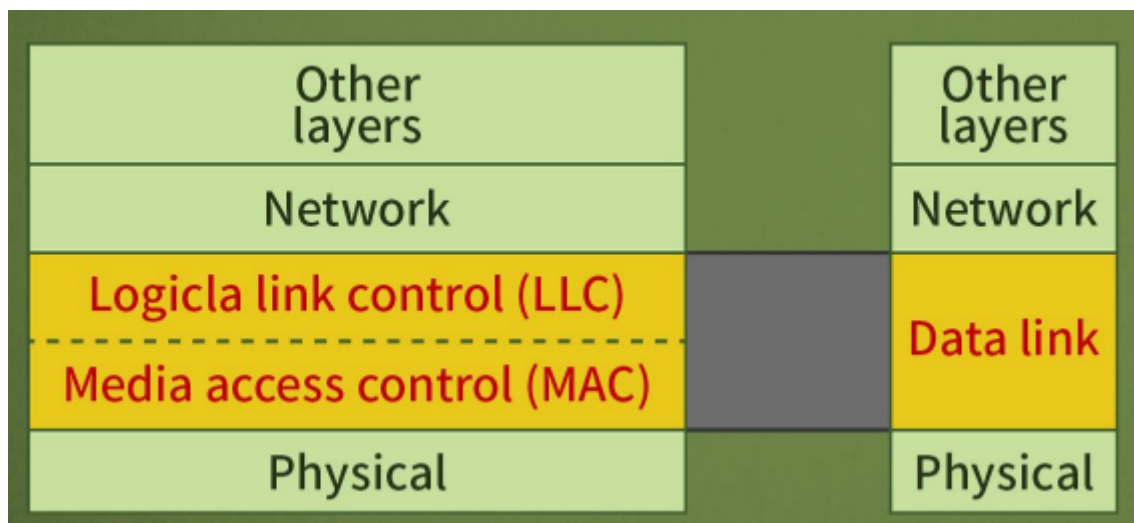 Other
layers
Network
Logicla link control (LLC)
Media access control (MAC)
Physical
Other
layers
Network
Data link
Physical